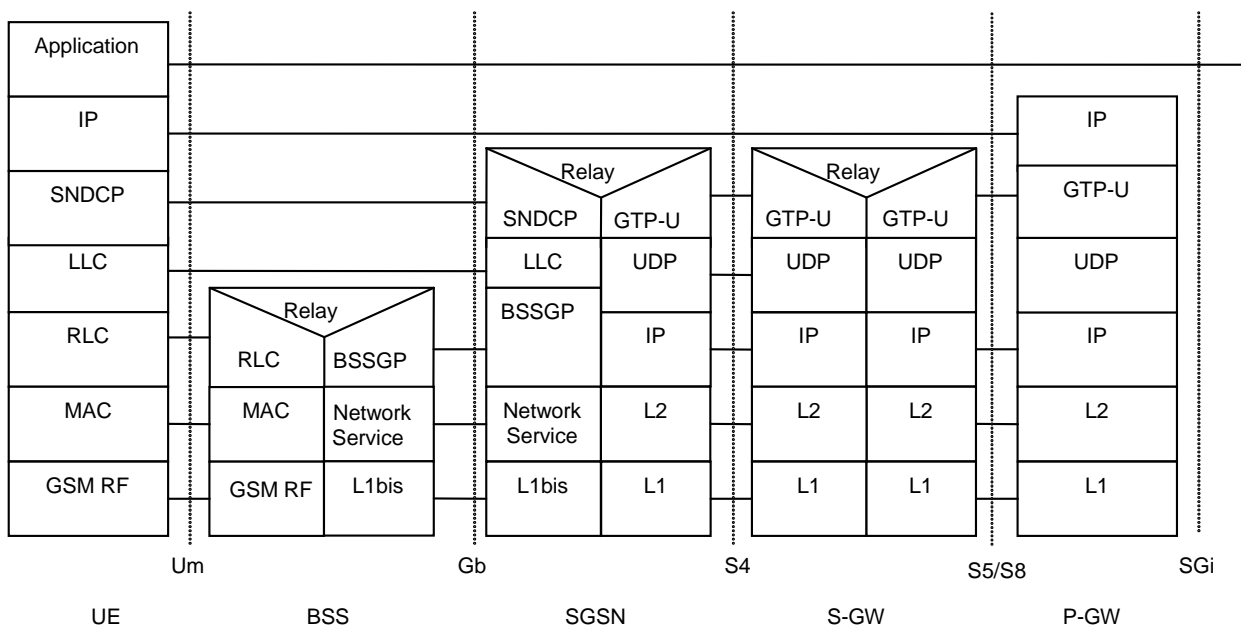 Application
IP
IP
Relay
Relay
SNDCP
GTP-U
SNDCP
GTP-U
GTP-U
GTP-U
LLC
LLC
UDP
UDP
UDP
UDP
Relay
BSSGP
RLC
IP
IP
IP
IP
RLC
BSSGP
MAC
MAC
Network
Service
Network
Service
L2
L2
L2
L2
GSM RF
GSM RF
L1bis
L1bis
L1
L1
L1
L1
Um
Gb
S4
S5/S8
SGi
UE
BSS
SGSN
S-GW
P-GW